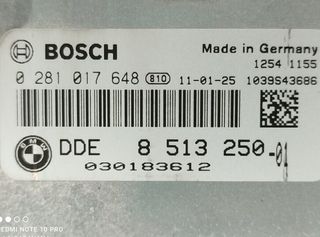 BOSCH
Made in Germany
1254 1155
0 281 017 648 810 11-01-25 1039S43686
BMW
DDE 8 513 250-01
030183612
REDMI NOTE 10 PRO